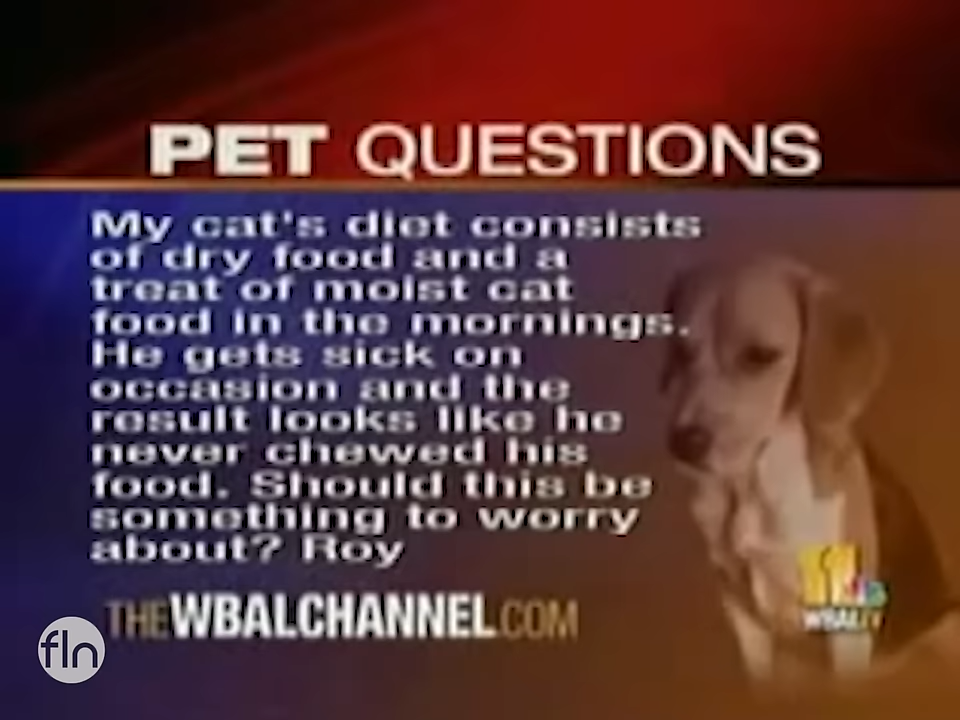 PET QUESTIONS
My cat's diet consists
of dry food and a
treat of moist cat
food in the mornings.
He gets sick on
occasion and the
result looks like he
never chewed his
food. Should this be
something to worry
about? Roy
THEWBALCHANNEL.COM
fln
11
WBALTV